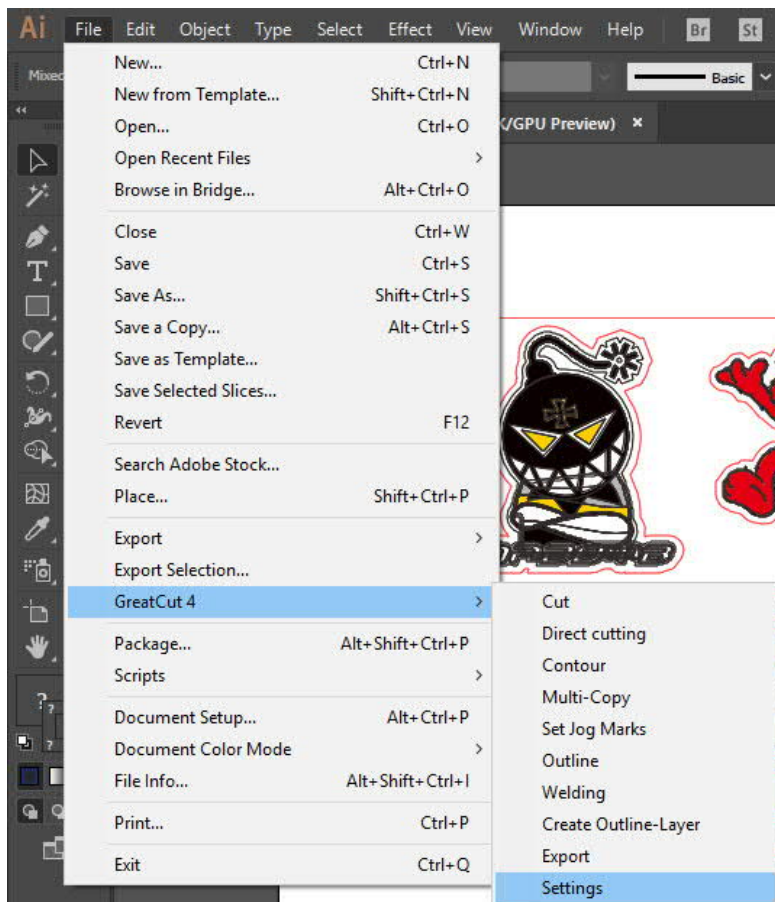 Ai File Edit Object Type Select Effect View Window Help Br St
Mixed Basic
K/GPU Preview) ×
New... Ctrl+N
New from Template... Shift+Ctrl+N
Open... Ctrl+O
Open Recent Files >
Browse in Bridge... Alt+Ctrl+O
Close Ctrl+W
Save Ctrl+S
Save As... Shift+Ctrl+S
Save a Copy... Alt+Ctrl+S
Save as Template...
Save Selected Slices...
Revert F12
Search Adobe Stock...
Place... Shift+Ctrl+P
Export >
Export Selection...
GreatCut 4 >
Package... Alt+Shift+Ctrl+P
Scripts >
Document Setup... Alt+Ctrl+P
Document Color Mode >
File Info... Alt+Shift+Ctrl+I
Print... Ctrl+P
Exit Ctrl+Q
Cut
Direct cutting
Contour
Multi-Copy
Set Jog Marks
Outline
Welding
Create Outline-Layer
Export
Settings